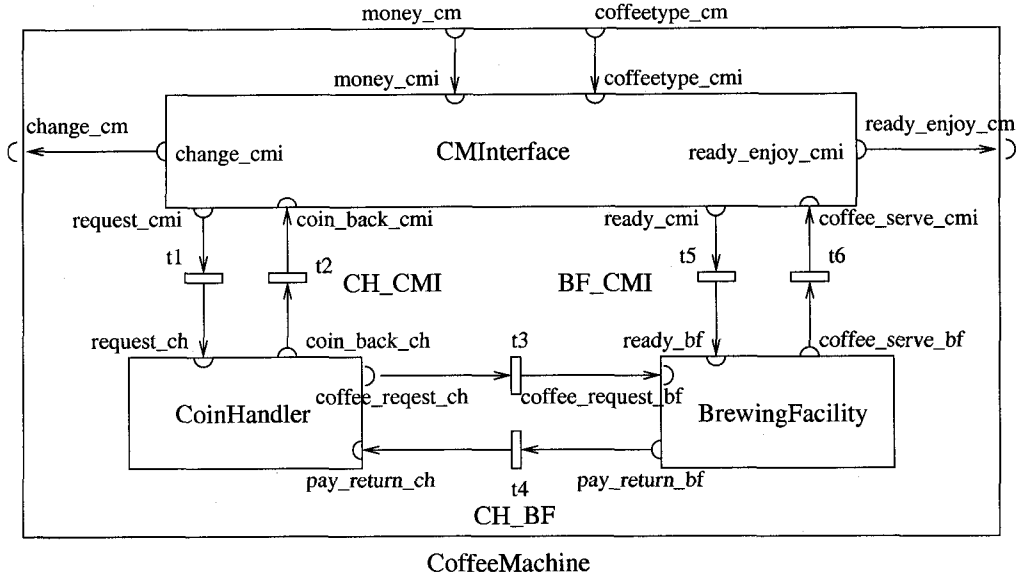 money_cm
coffeetype_cm
money_cmi
coffeetype_cmi
change_cm
ready_enjoy_cm
change_cmi
CMInterface
ready_enjoy_cmi
request_cmi
coin_back_cmi
ready_cmi
coffee_serve_cmi
t1
t2
CH_CMI
BF_CMI
t5
t6
request_ch
coin_back_ch
t3
ready_bf
coffee_serve_bf
coffee_reqest_ch
coffee_request_bf
CoinHandler
BrewingFacility
pay_return_ch
t4
pay_return_bf
CH_BF
CoffeeMachine